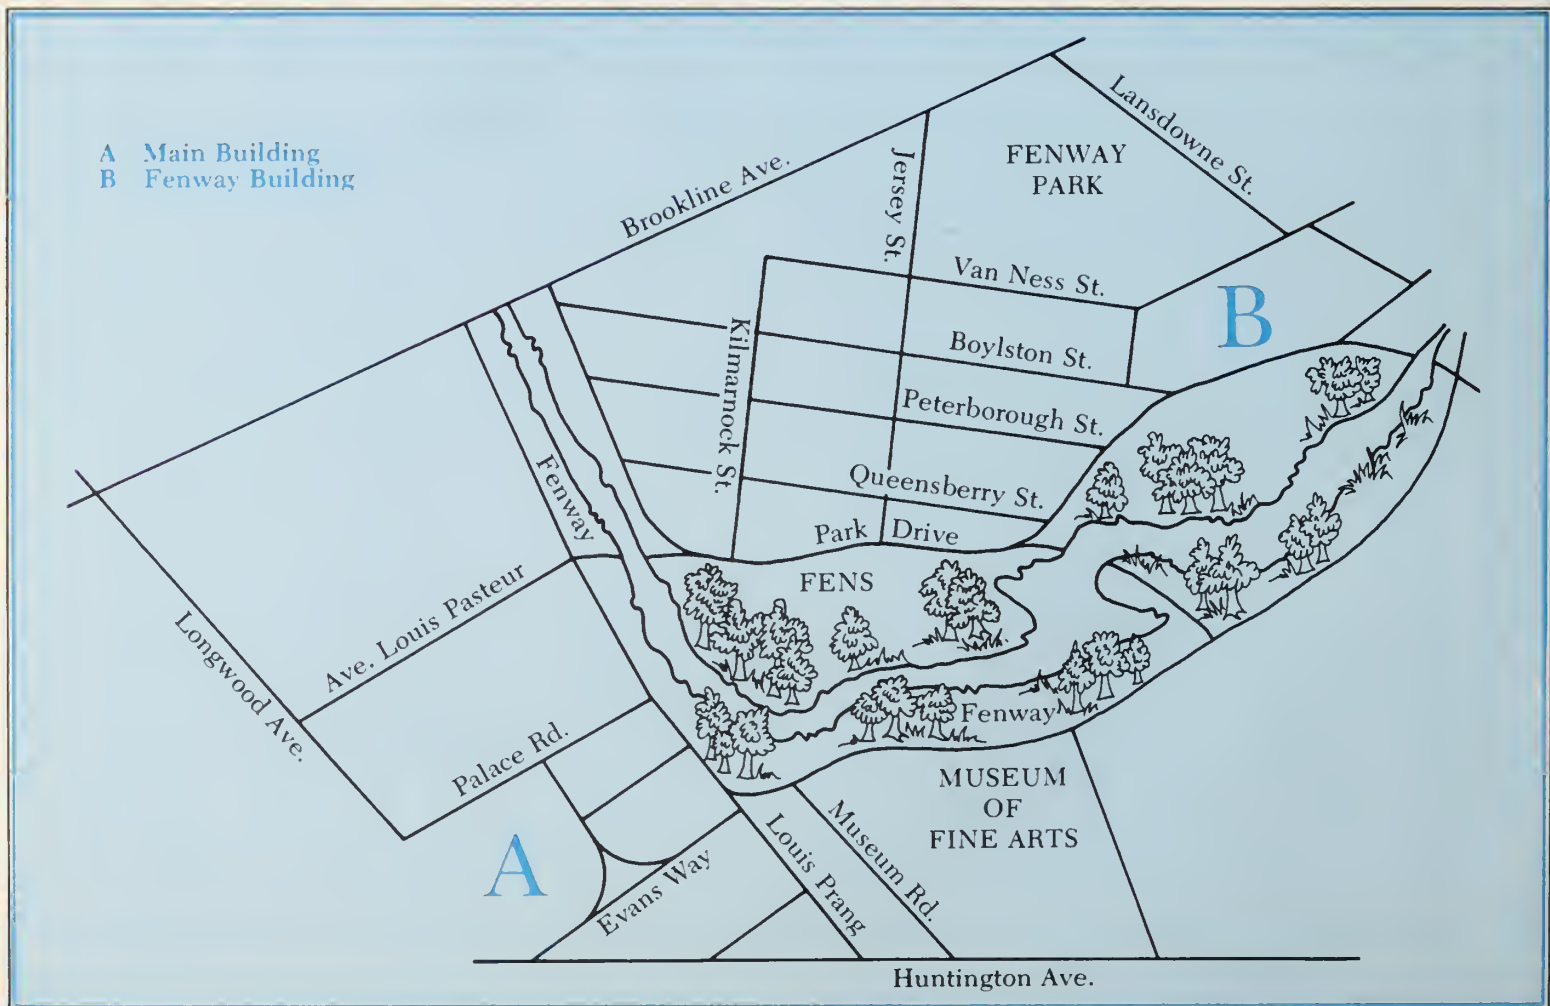 A Main Building
B Fenway Building
Brookline Ave.
Lansdowne St.
Jersey St.
FENWAY
PARK
Van Ness St.
B
Boylston St.
Kilmarnock St.
Peterborough St.
Queensberry St.
Fenway
Park Drive
FENS
Ave. Louis Pasteur
Longwood Ave.
Palace Rd.
Fenway
MUSEUM
OF
FINE ARTS
A
Evans Way
Louis Prang
Museum Rd.
Huntington Ave.